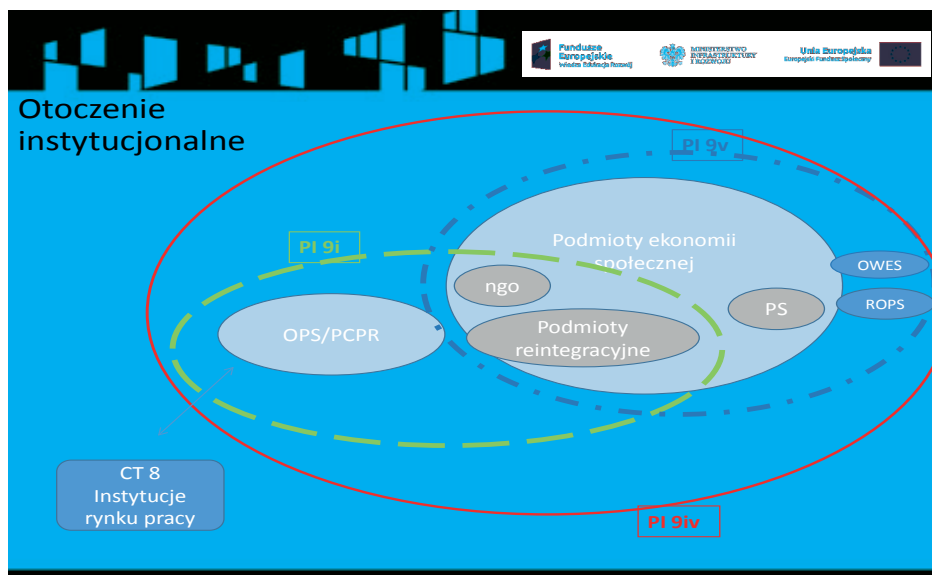 Fundusze
Europejskie
Wiedza Edukacja Rozwój
MINISTERSTWO
INFRASTRUKTURY
I ROZWOJU
Unia Europejska
Europejski Fundusz Społeczny
Otoczenie
instytucjonalne
PI 9v
PI 9i
Podmioty ekonomii
społecznej
OWES
ngo
PS
ROPS
OPS/PCPR
Podmioty
reintegracyjne
CT 8
Instytucje
rynku pracy
PI 9iv